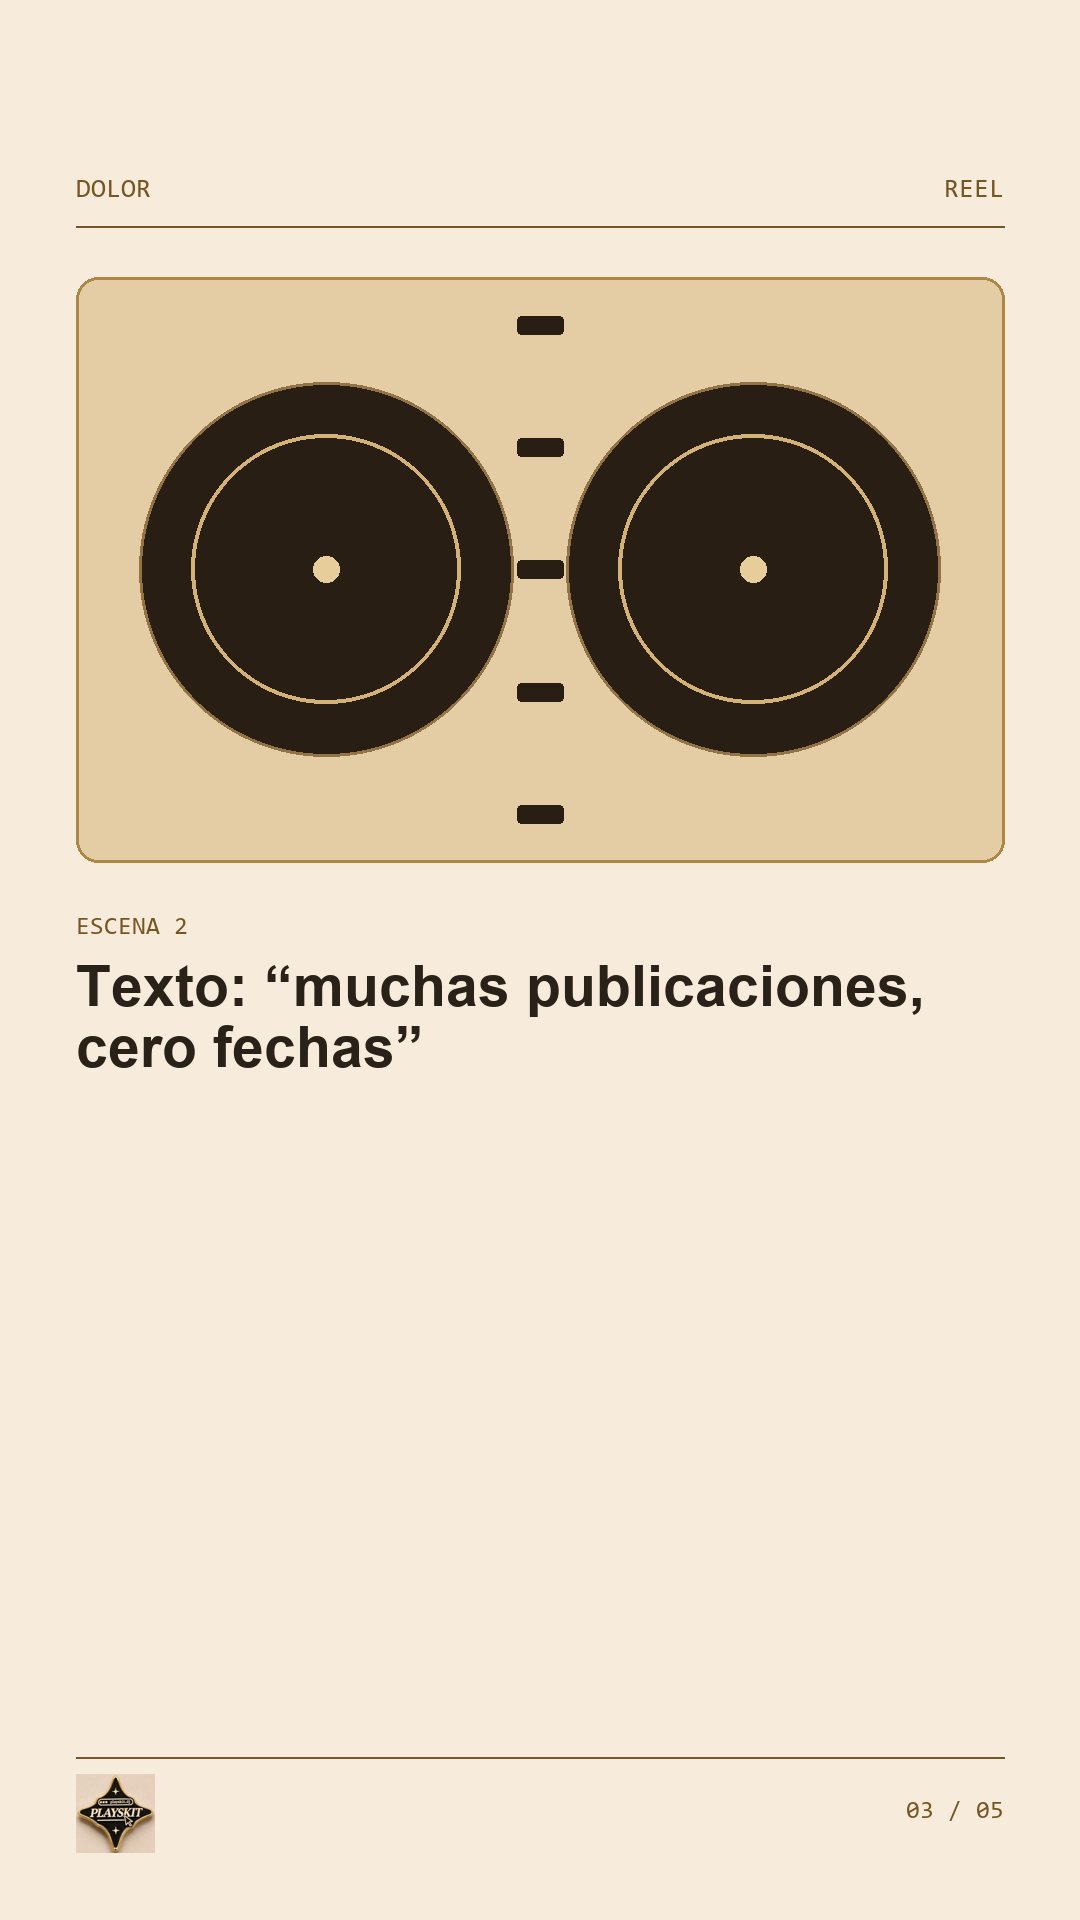 DOLOR
REEL
ESCENA 2
Texto: “muchas publicaciones,
cero fechas”
PLAYSKIT
03 / 05